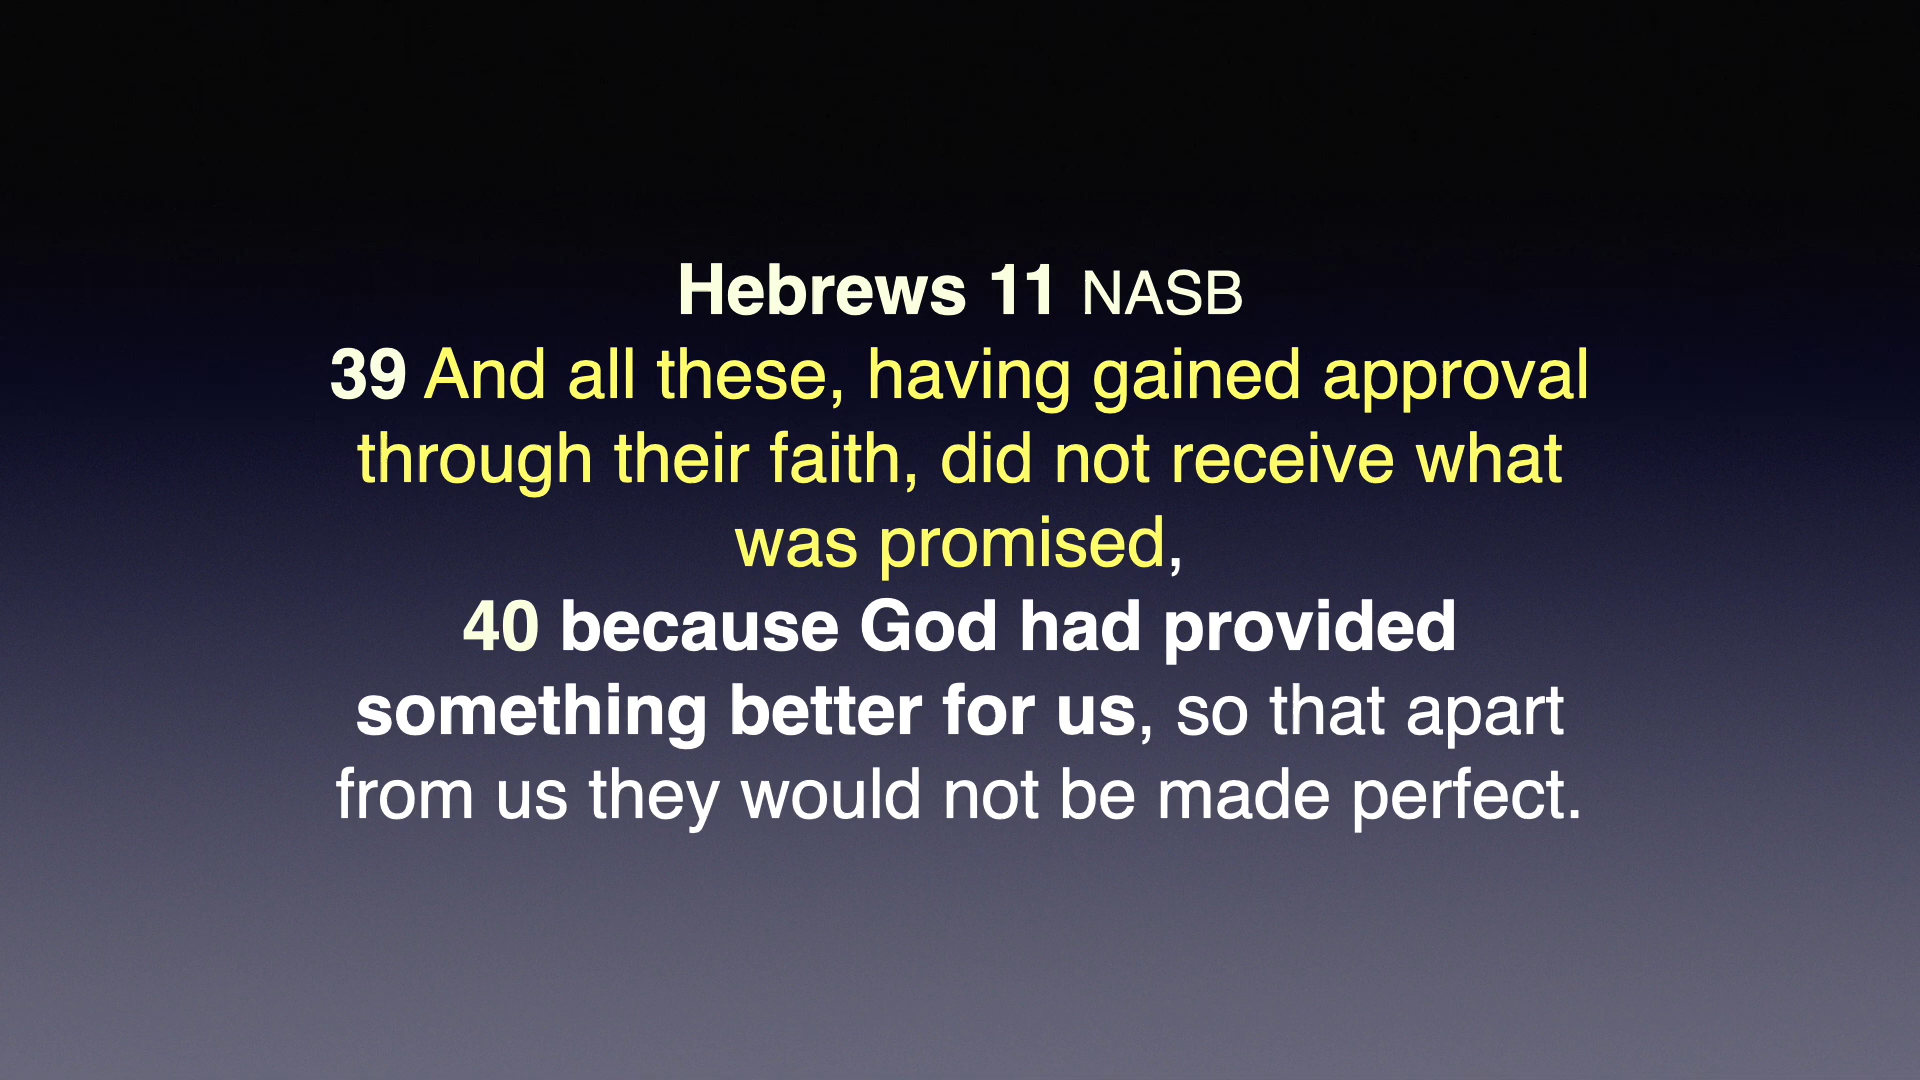 Hebrews 11 NASB
39 And all these, having gained approval
through their faith, did not receive what
was promised,
40 because God had provided
something better for us, so that apart
from us they would not be made perfect.